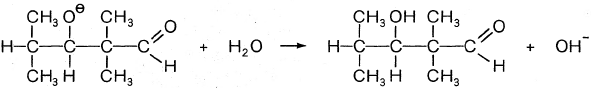 CH₃ O⊖ CH₃ O CH₃ OH CH₃ O
H–C–C–C–C + H₂O → H–C–C–C–C + OH⁻
CH₃ H CH₃ H CH₃ H CH₃ H